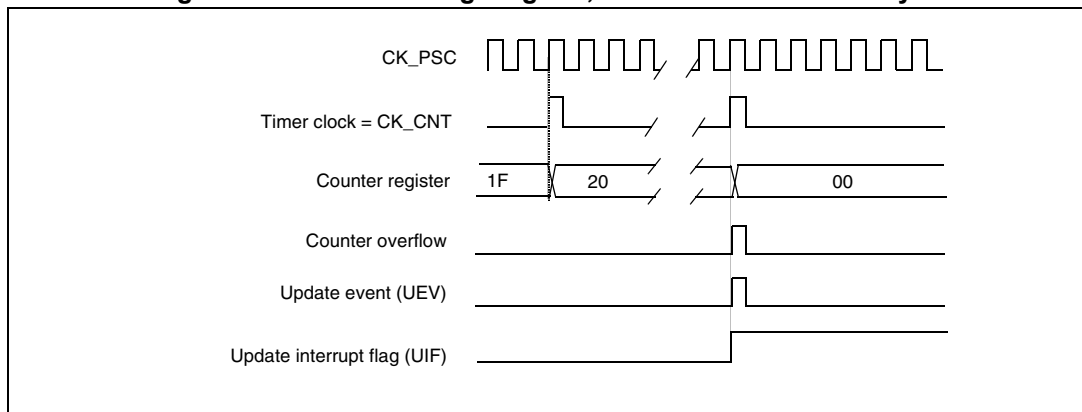 CK_PSC
Timer clock = CK_CNT
Counter register 1F 20 00
Counter overflow
Update event (UEV)
Update interrupt flag (UIF)